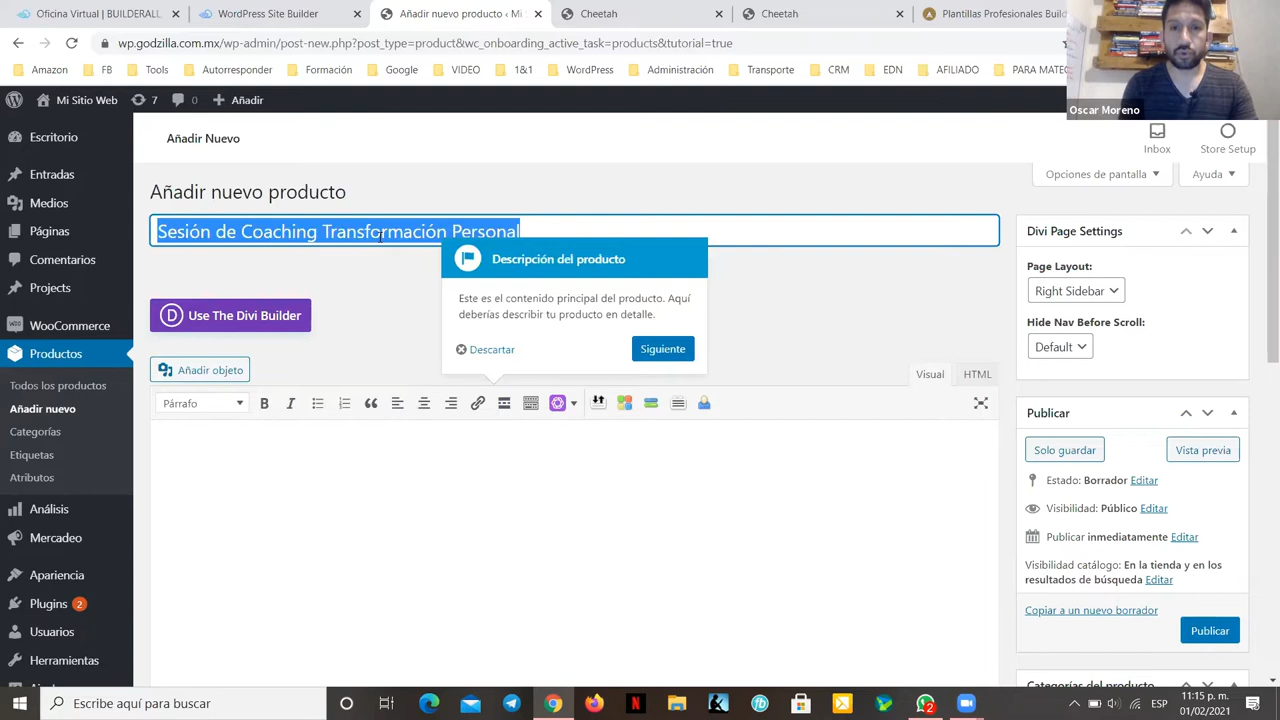 Oficina Virtual | BUILDERALL
WordPress Site Builder
Añadir nuevo producto ‹ Mi S
Cheetah
Cheetah
Plantillas Profesionales Build
wp.godzilla.com.mx/wp-admin/post-new.php?post_type=product&wc_onboarding_active_task=products&tutorial=true
Amazon
FB
Tools
Autorresponder
Formación
Google
VIDEO
1&1
WordPress
Administración
Transporte
CRM
EDN
AFILIADO
PARA MATEO
Oscar Moreno
Mi Sitio Web
7
0
Añadir
Añadir Nuevo
Inbox
Store Setup
Opciones de pantalla
Ayuda
Escritorio
Entradas
Medios
Páginas
Comentarios
Projects
WooCommerce
Productos
Todos los productos
Añadir nuevo
Categorías
Etiquetas
Atributos
Análisis
Mercadeo
Apariencia
Plugins 2
Usuarios
Herramientas
Añadir nuevo producto
Sesión de Coaching Transformación Personal
Descripción del producto
Este es el contenido principal del producto. Aquí
deberías describir tu producto en detalle.
Descartar
Siguiente
Use The Divi Builder
Añadir objeto
Visual
HTML
Párrafo
Divi Page Settings
Page Layout:
Right Sidebar
Hide Nav Before Scroll:
Default
Publicar
Solo guardar
Vista previa
Estado: Borrador Editar
Visibilidad: Público Editar
Publicar inmediatamente Editar
Visibilidad catálogo: En la tienda y en los
resultados de búsqueda Editar
Copiar a un nuevo borrador
Publicar
Categorías del producto
Escribe aquí para buscar
ESP
11:15 p. m.
01/02/2021